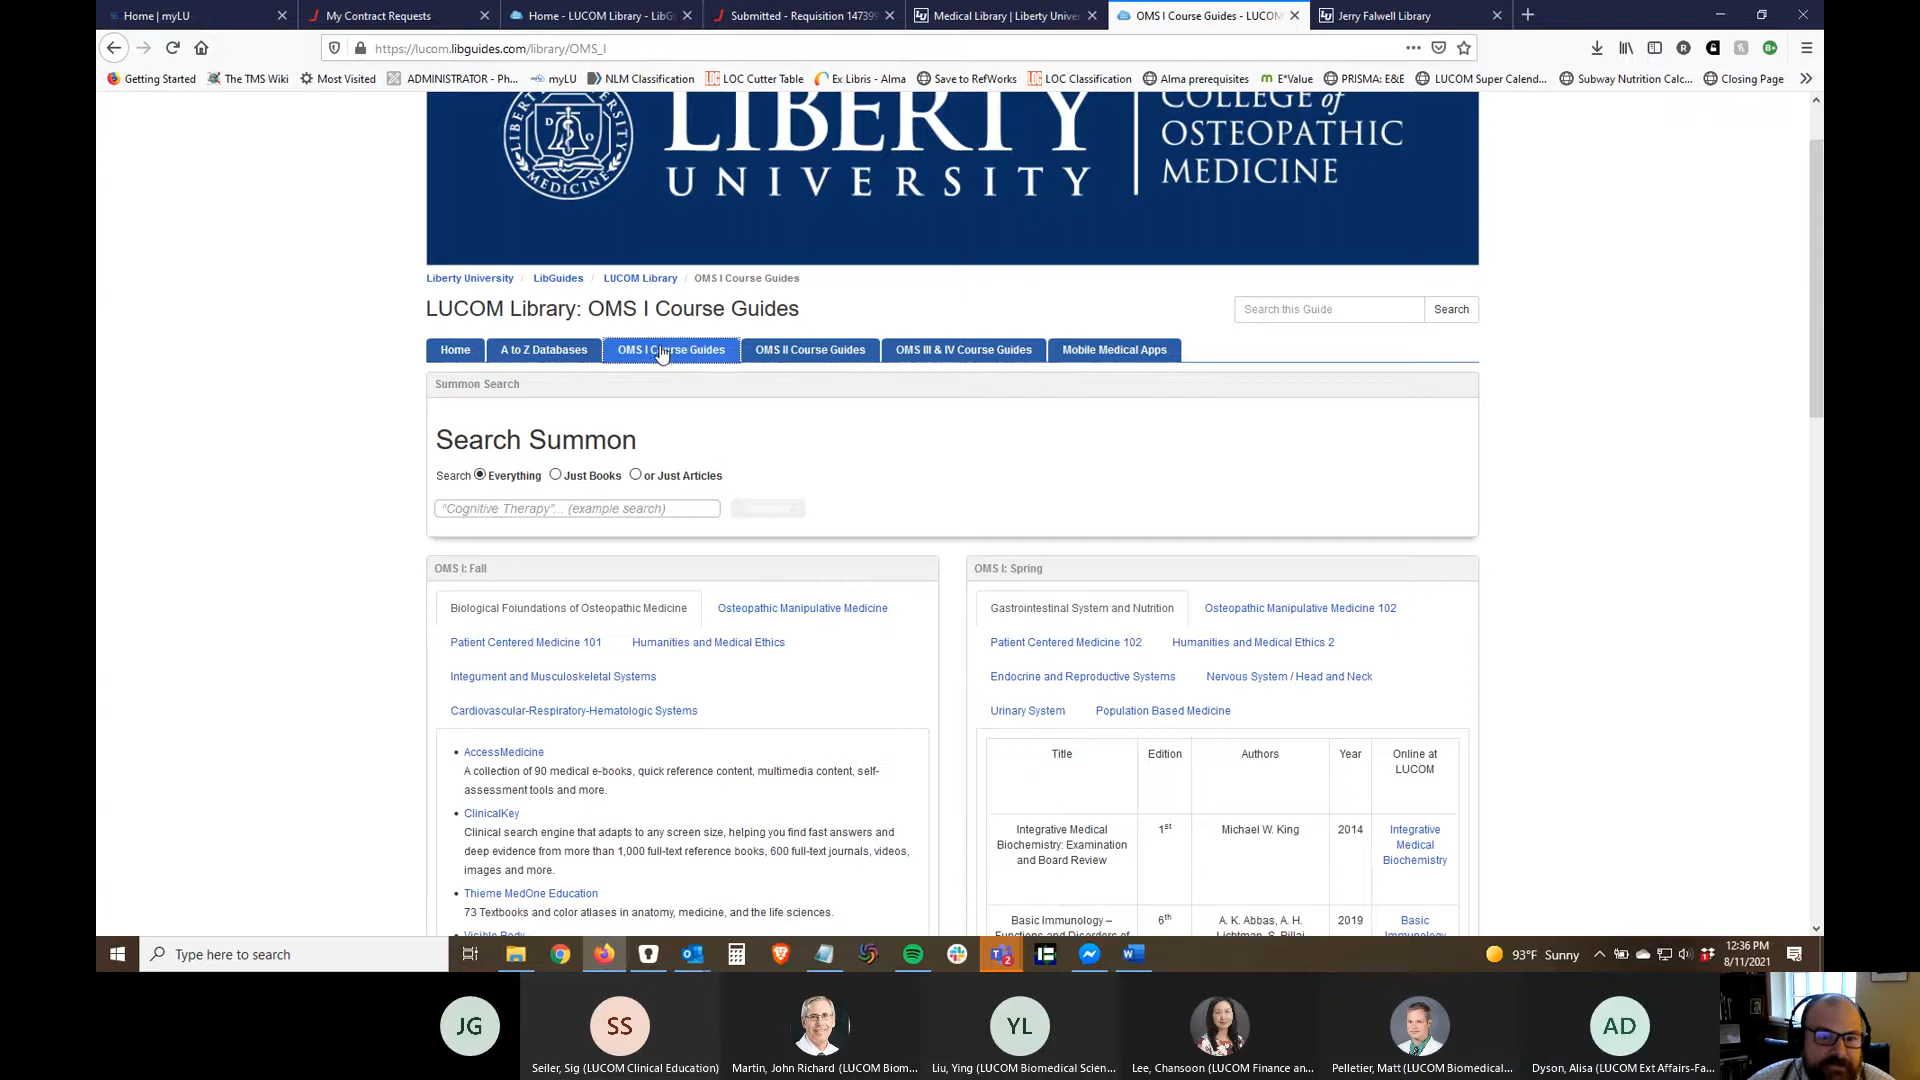 Home | myLU
My Contract Requests
Home - LUCOM Library - LibG
Submitted - Requisition 147399
Medical Library | Liberty Univer
OMS I Course Guides - LUCOM
Jerry Falwell Library
https://lucom.libguides.com/library/OMS_I
Getting Started
The TMS Wiki
Most Visited
ADMINISTRATOR - Ph...
myLU
NLM Classification
LOC Cutter Table
Ex Libris - Alma
Save to RefWorks
LOC Classification
Alma prerequisites
E*Value
PRISMA: E&E
LUCOM Super Calend...
Subway Nutrition Calc...
Closing Page
LIBERTY
UNIVERSITY
COLLEGE of
OSTEOPATHIC
MEDICINE
LIBERTY UNIVERSITY
D O
MEDICINE
Liberty University / LibGuides / LUCOM Library / OMS I Course Guides
LUCOM Library: OMS I Course Guides
Search this Guide
Search
Home
A to Z Databases
OMS I Course Guides
OMS II Course Guides
OMS III & IV Course Guides
Mobile Medical Apps
Summon Search
Search Summon
Search Everything Just Books or Just Articles
"Cognitive Therapy"... (example search)
OMS I: Fall
Biological Foiundations of Osteopathic Medicine
Osteopathic Manipulative Medicine
Patient Centered Medicine 101
Humanities and Medical Ethics
Integument and Musculoskeletal Systems
Cardiovascular-Respiratory-Hematologic Systems
• AccessMedicine
A collection of 90 medical e-books, quick reference content, multimedia content, self-
assessment tools and more.
• ClinicalKey
Clinical search engine that adapts to any screen size, helping you find fast answers and
deep evidence from more than 1,000 full-text reference books, 600 full-text journals, videos,
images and more.
• Thieme MedOne Education
73 Textbooks and color atlases in anatomy, medicine, and the life sciences.
• Visible Body
OMS I: Spring
Gastrointestinal System and Nutrition
Osteopathic Manipulative Medicine 102
Patient Centered Medicine 102
Humanities and Medical Ethics 2
Endocrine and Reproductive Systems
Nervous System / Head and Neck
Urinary System
Population Based Medicine
Title
Edition
Authors
Year
Online at
LUCOM
Integrative Medical
Biochemistry: Examination
and Board Review
1st
Michael W. King
2014
Integrative
Medical
Biochemistry
Basic Immunology –
Functions and Disorders of
6th
A. K. Abbas, A. H.
Lichtman, S. Pillai
2019
Basic
Immunology
Type here to search
93°F Sunny
12:36 PM
8/11/2021
JG
SS
YL
AD
Seiler, Sig (LUCOM Clinical Education)
Martin, John Richard (LUCOM Biom...
Liu, Ying (LUCOM Biomedical Scien...
Lee, Chansoon (LUCOM Finance an...
Pelletier, Matt (LUCOM Biomedical...
Dyson, Alisa (LUCOM Ext Affairs-Fa...